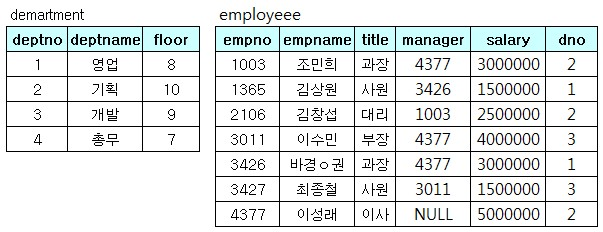 demartment
deptno deptname floor
1 영업 8
2 기획 10
3 개발 9
4 총무 7
employeee
empno empname title manager salary dno
1003 조민희 과장 4377 3000000 2
1365 김상원 사원 3426 1500000 1
2106 김창섭 대리 1003 2500000 2
3011 이수민 부장 4377 4000000 3
3426 바경ㅇ권 과장 4377 3000000 1
3427 최종철 사원 3011 1500000 3
4377 이성래 이사 NULL 5000000 2